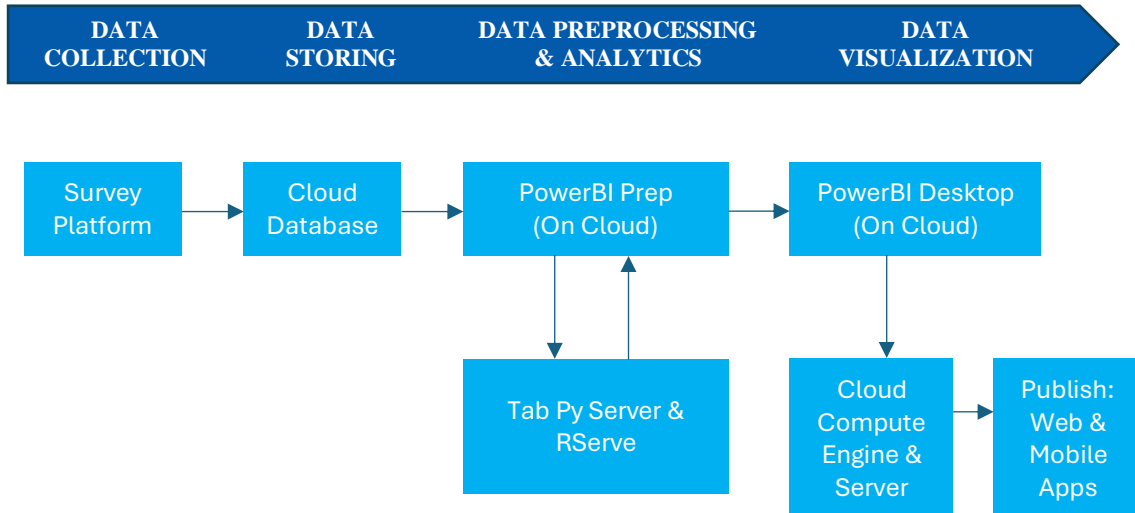 DATA
COLLECTION
DATA
STORING
DATA PREPROCESSING
& ANALYTICS
DATA
VISUALIZATION
Survey
Platform
Cloud
Database
PowerBI Prep
(On Cloud)
PowerBI Desktop
(On Cloud)
Tab Py Server &
RServe
Cloud
Compute
Engine &
Server
Publish:
Web &
Mobile
Apps